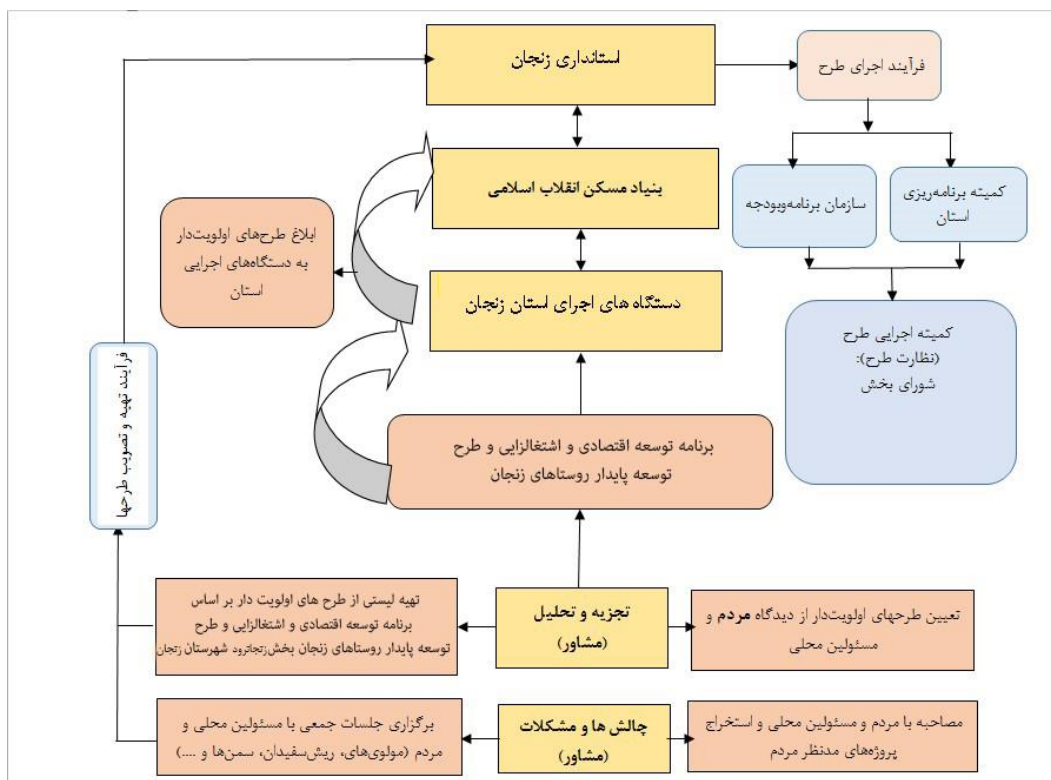 استانداری زنجان
فرآیند اجرای طرح
بنیاد مسکن انقلاب اسلامی
کمیته برنامه‌ریزی
استان
سازمان برنامه‌وبودجه
ابلاغ طرح‌های اولویت‌دار
به دستگاه‌های اجرایی
استان
دستگاه های اجرای استان زنجان
کمیته اجرایی طرح
(نظارت طرح):
شورای بخش
فرآیند تهیه و تصویب طرحها
برنامه توسعه اقتصادی و اشتغالزایی و طرح
توسعه پایدار روستاهای زنجان
تعیین طرحهای اولویت‌دار از دیدگاه مردم و
مسئولین محلی
تجزیه و تحلیل
(مشاور)
تهیه لیستی از طرح های اولویت دار بر اساس
برنامه توسعه اقتصادی و اشتغالزایی و طرح
توسعه پایدار روستاهای زنجان بخش زنجانرود شهرستان زنجان
مصاحبه با مردم و مسئولین محلی و استخراج
پروژه‌های مدنظر مردم
چالش ها و مشکلات
(مشاور)
برگزاری جلسات جمعی با مسئولین محلی و
مردم (مولوی‌های، ریش‌سفیدان، سمن‌ها و ....)